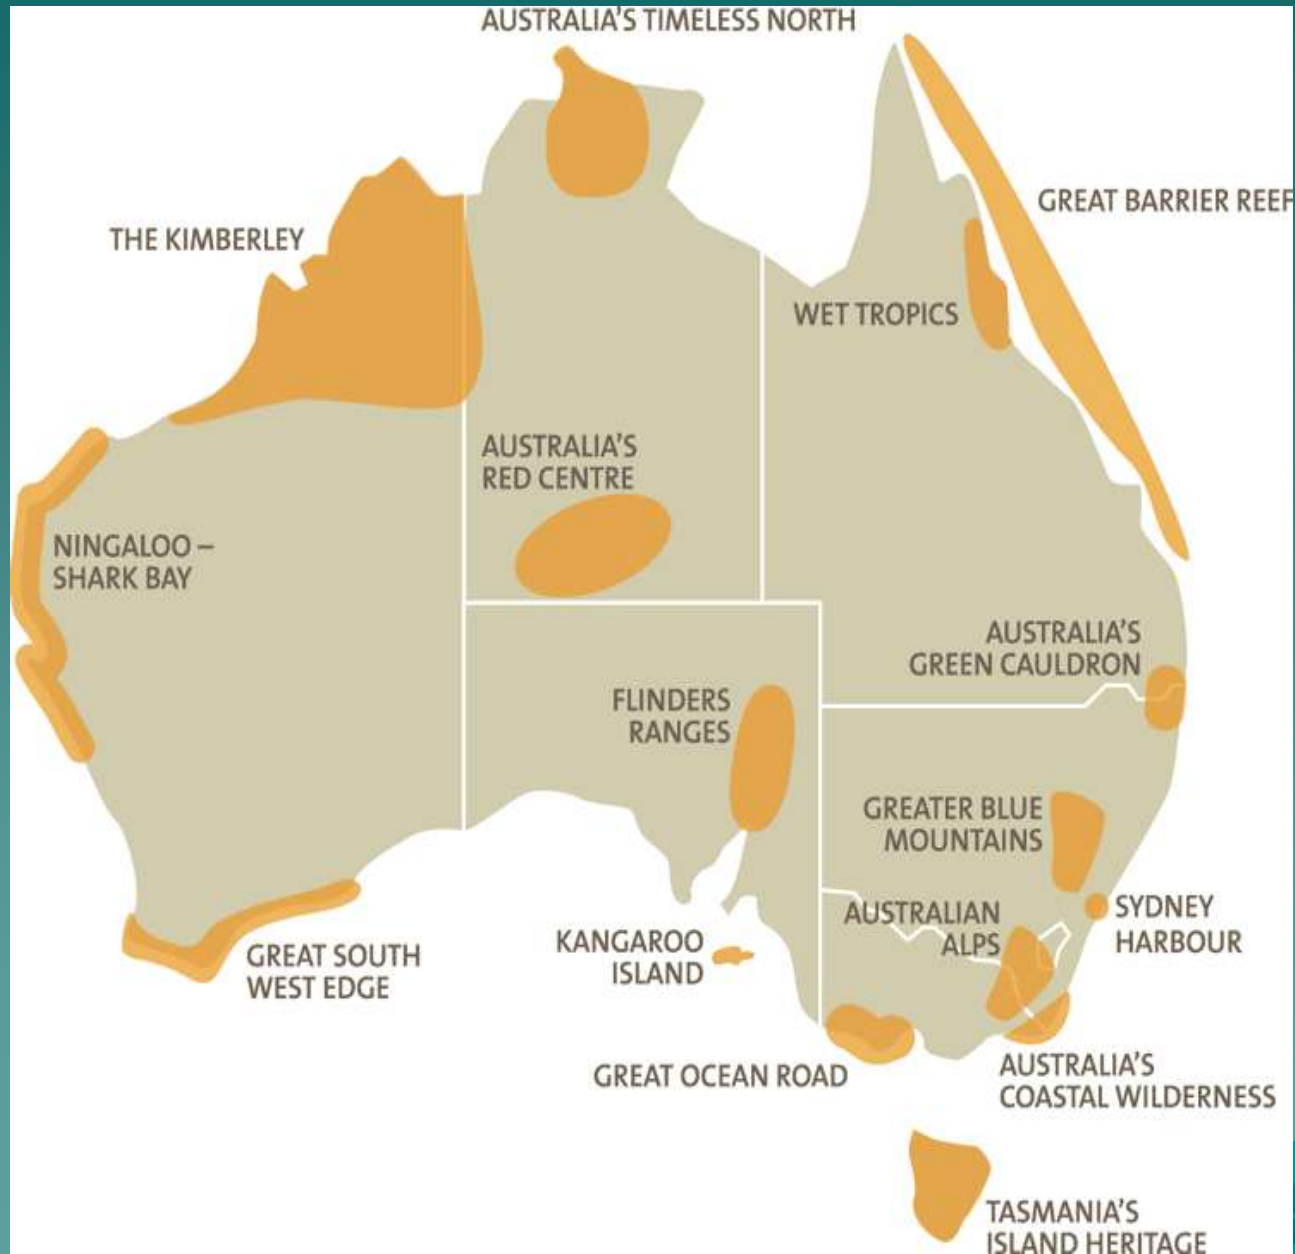 AUSTRALIA'S TIMELESS NORTH
GREAT BARRIER REEF
THE KIMBERLEY
WET TROPICS
AUSTRALIA'S
RED CENTRE
NINGALOO –
SHARK BAY
AUSTRALIA'S
GREEN CAULDRON
FLINDERS
RANGES
GREATER BLUE
MOUNTAINS
SYDNEY
HARBOUR
AUSTRALIAN
ALPS
KANGAROO
ISLAND
GREAT SOUTH
WEST EDGE
GREAT OCEAN ROAD
AUSTRALIA'S
COASTAL WILDERNESS
TASMANIA'S
ISLAND HERITAGE